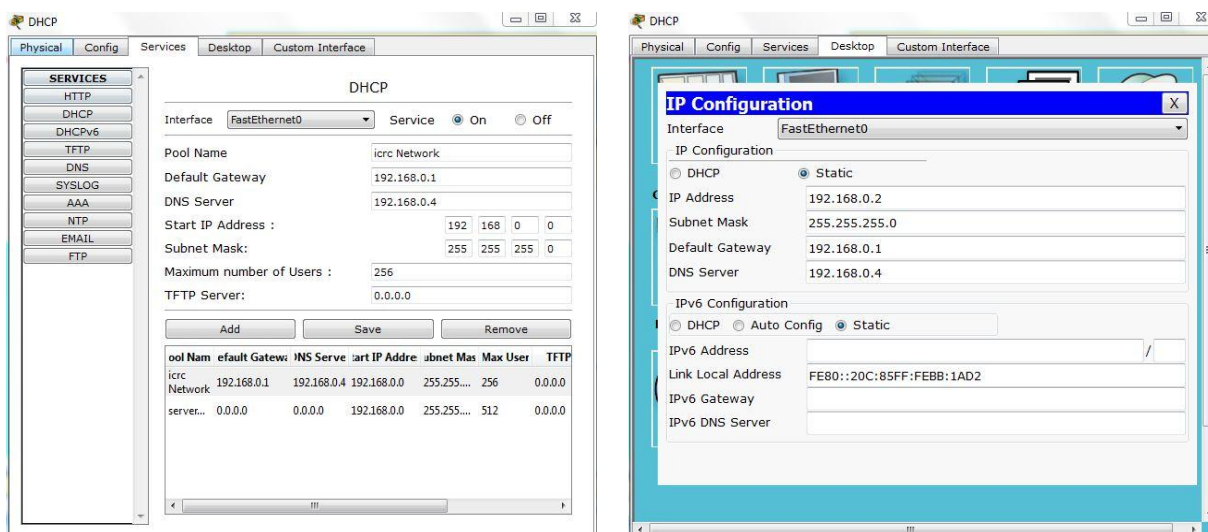 DHCP
Physical Config Services Desktop Custom Interface
SERVICES
HTTP
DHCP
DHCPv6
TFTP
DNS
SYSLOG
AAA
NTP
EMAIL
FTP
DHCP
Interface FastEthernet0 Service On Off
Pool Name icrc Network
Default Gateway 192.168.0.1
DNS Server 192.168.0.4
Start IP Address : 192 168 0 0
Subnet Mask: 255 255 255 0
Maximum number of Users : 256
TFTP Server: 0.0.0.0
Add Save Remove
ool Nam efault Gatewa NS Serve tart IP Addre ubnet Mas Max User TFTP
icrc
Network 192.168.0.1 192.168.0.4 192.168.0.0 255.255.... 256 0.0.0.0
server... 0.0.0.0 0.0.0.0 192.168.0.0 255.255.... 512 0.0.0.0
DHCP
Physical Config Services Desktop Custom Interface
IP Configuration X
Interface FastEthernet0
IP Configuration
DHCP Static
IP Address 192.168.0.2
Subnet Mask 255.255.255.0
Default Gateway 192.168.0.1
DNS Server 192.168.0.4
IPv6 Configuration
DHCP Auto Config Static
IPv6 Address /
Link Local Address FE80::20C:85FF:FEBB:1AD2
IPv6 Gateway
IPv6 DNS Server